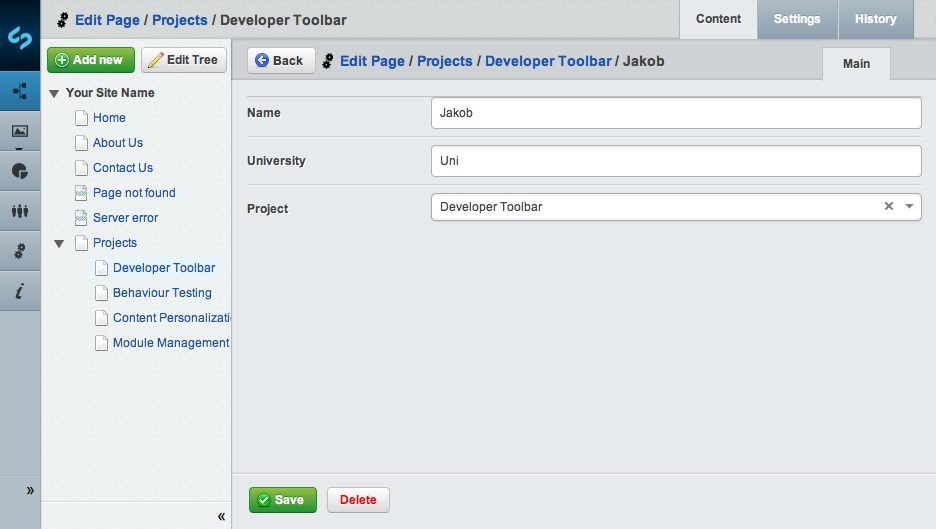 Edit Page / Projects / Developer Toolbar
Content
Settings
History
Add new
Edit Tree
Your Site Name
Home
About Us
Contact Us
Page not found
Server error
Projects
Developer Toolbar
Behaviour Testing
Content Personalizati
Module Management
«
»
Back
Edit Page / Projects / Developer Toolbar / Jakob
Main
Name
Jakob
University
Uni
Project
Developer Toolbar
Save
Delete